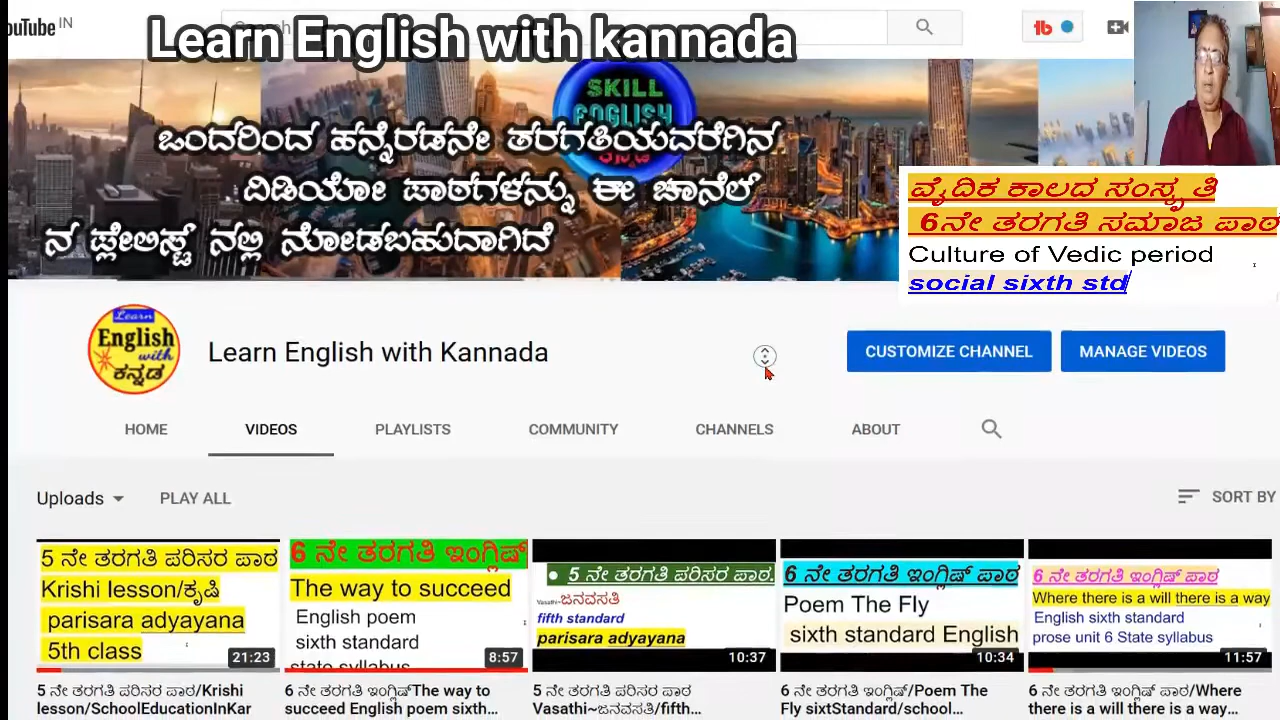 ouTube IN
Search
Learn English with kannada
SKILL
ENGLISH
ಕನ್ನಡ
ಒಂದರಿಂದ ಹನ್ನೆರಡನೇ ತರಗತಿಯವರೆಗಿನ
ವಿಡಿಯೋ ಪಾಠಗಳನ್ನು ಈ ಚಾನೆಲ್
ನ ಪ್ಲೇಲಿಸ್ಟ್ ನಲ್ಲಿ ನೋಡಬಹುದಾಗಿದೆ
ವೈದಿಕ ಕಾಲದ ಸಂಸ್ಕೃತಿ
6ನೇ ತರಗತಿ ಸಮಾಜ ಪಾಠ
Culture of Vedic period
social sixth std
Learn
English
with
ಕನ್ನಡ
Learn English with Kannada
CUSTOMIZE CHANNEL
MANAGE VIDEOS
HOME VIDEOS PLAYLISTS COMMUNITY CHANNELS ABOUT
Uploads PLAY ALL SORT BY
5 ನೇ ತರಗತಿ ಪರಿಸರ ಪಾಠ
Krishi lesson/ಕೃಷಿ
parisara adyayana
5th class
21:23
5 ನೇ ತರಗತಿ ಪರಿಸರ ಪಾಠ/Krishi
lesson/SchoolEducationInKar
6 ನೇ ತರಗತಿ ಇಂಗ್ಲಿಷ್
The way to succeed
English poem
sixth standard
state syllabus
8:57
6 ನೇ ತರಗತಿ ಇಂಗ್ಲಿಷ್The way to
succeed English poem sixth...
5 ನೇ ತರಗತಿ ಪರಿಸರ ಪಾಠ.
Vasathi~ಜನವಸತಿ
fifth standard
parisara adyayana
10:37
5 ನೇ ತರಗತಿ ಪರಿಸರ ಪಾಠ
Vasathi~ಜನವಸತಿ/fifth...
6 ನೇ ತರಗತಿ ಇಂಗ್ಲಿಷ್ ಪಾಠ
Poem The Fly
sixth standard English
10:34
6 ನೇ ತರಗತಿ ಇಂಗ್ಲಿಷ್/Poem The
Fly sixtStandard/school...
6 ನೇ ತರಗತಿ ಇಂಗ್ಲಿಷ್ ಪಾಠ
Where there is a will there is a way
English sixth standard
prose unit 6 State syllabus
11:57
6 ನೇ ತರಗತಿ ಇಂಗ್ಲಿಷ್ ಪಾಠ/Where
there is a will there is a way...